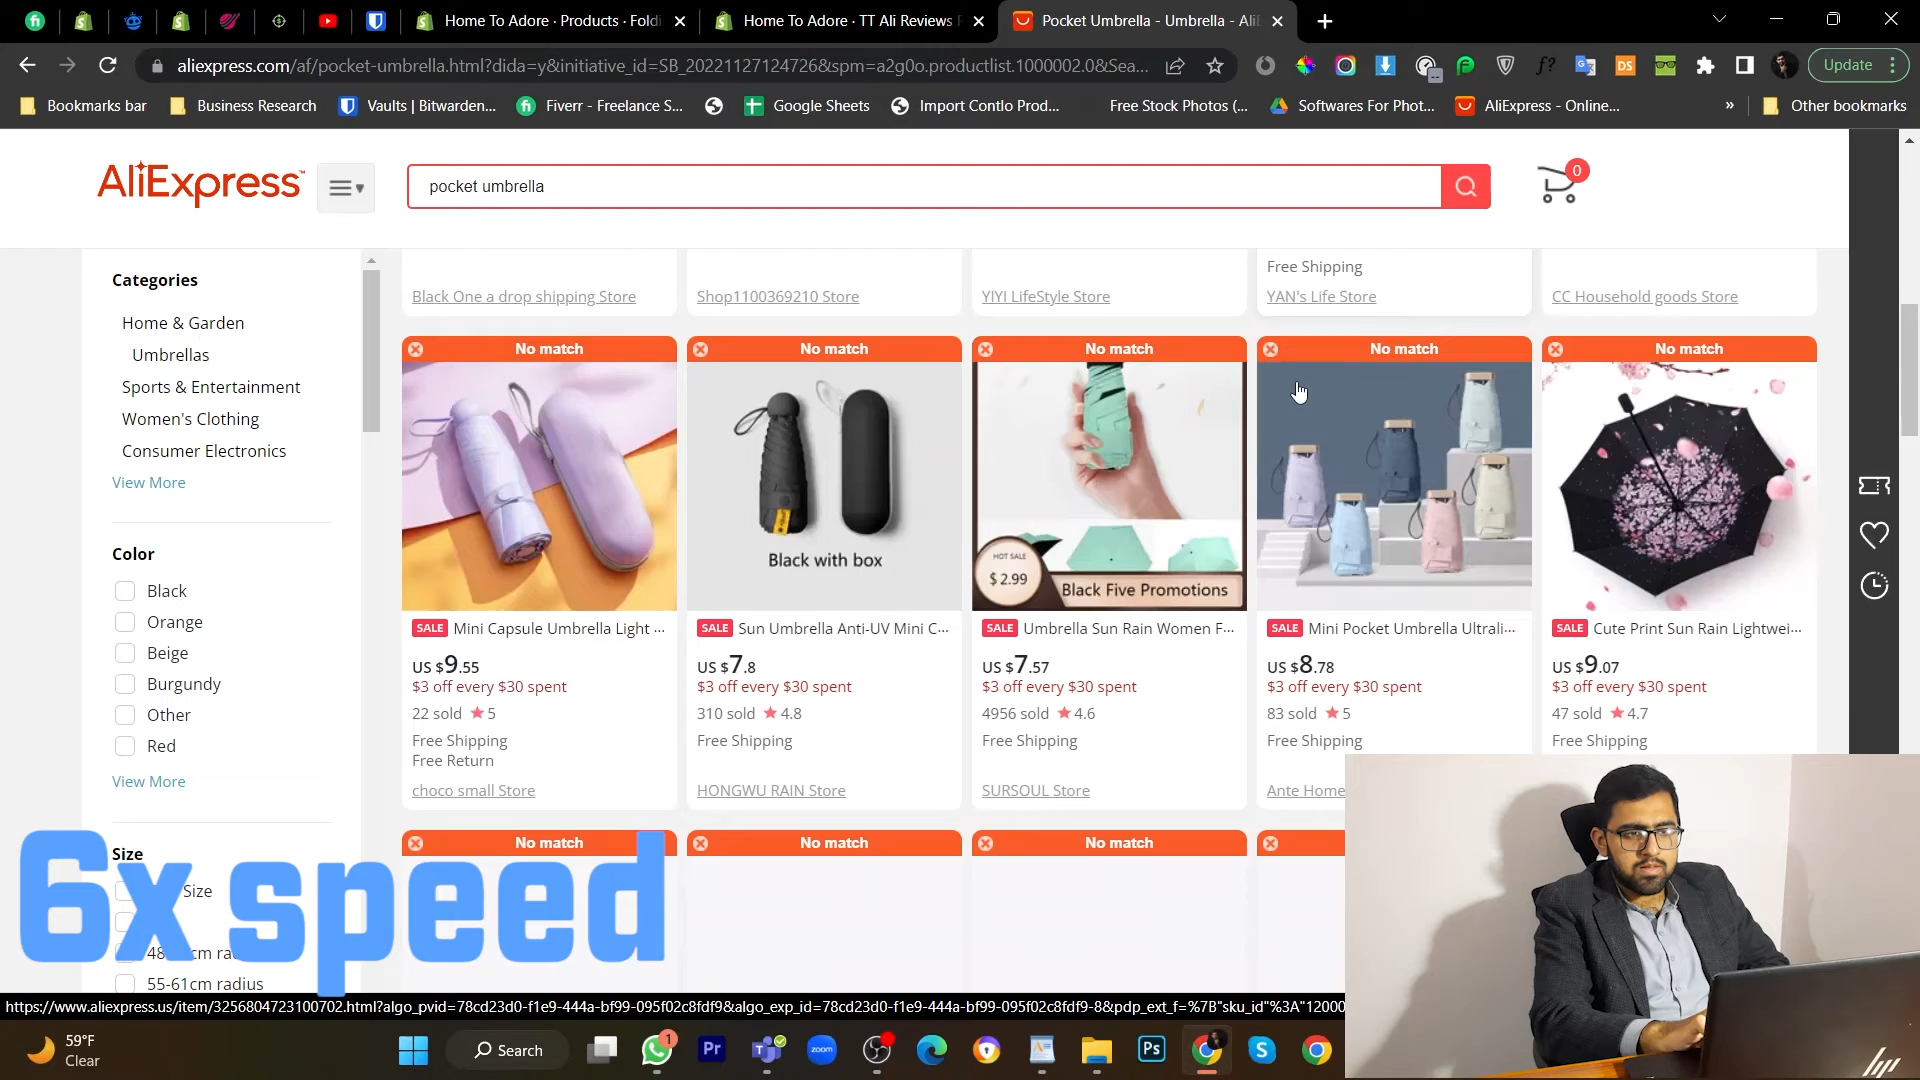 Home To Adore · Products · Foldi
Home To Adore · TT Ali Reviews P
Pocket Umbrella - Umbrella - Ali
aliexpress.com/af/pocket-umbrella.html?dida=y&initiative_id=SB_20221127124726&spm=a2g0o.productlist.1000002.0&Sea...
Update
Bookmarks bar
Business Research
Vaults | Bitwarden...
Fiverr - Freelance S...
Google Sheets
Import Contlo Prod...
Free Stock Photos (...
Softwares For Phot...
AliExpress - Online...
»
Other bookmarks
AliExpress
pocket umbrella
0
Categories
Home & Garden
Umbrellas
Sports & Entertainment
Women's Clothing
Consumer Electronics
View More
Color
Black
Orange
Beige
Burgundy
Other
Red
View More
Size
Size
55-61cm radius
Free Shipping
Black One a drop shipping Store
Shop1100369210 Store
YIYI LifeStyle Store
YAN's Life Store
CC Household goods Store
No match
No match
No match
No match
No match
Black with box
HOT SALE
$ 2.99
Black Five Promotions
SALE Mini Capsule Umbrella Light ...
US $9.55
$3 off every $30 spent
22 sold ★ 5
Free Shipping
Free Return
choco small Store
SALE Sun Umbrella Anti-UV Mini C...
US $7.8
$3 off every $30 spent
310 sold ★ 4.8
Free Shipping
HONGWU RAIN Store
SALE Umbrella Sun Rain Women F...
US $7.57
$3 off every $30 spent
4956 sold ★ 4.6
Free Shipping
SURSOUL Store
SALE Mini Pocket Umbrella Ultrali...
US $8.78
$3 off every $30 spent
83 sold ★ 5
Free Shipping
Ante Home
SALE Cute Print Sun Rain Lightwei...
US $9.07
$3 off every $30 spent
47 sold ★ 4.7
Free Shipping
No match
No match
No match
6x speed
https://www.aliexpress.us/item/3256804723100702.html?algo_pvid=78cd23d0-f1e9-444a-bf99-095f02c8fdf9&algo_exp_id=78cd23d0-f1e9-444a-bf99-095f02c8fdf9-8&pdp_ext_f=%7B"sku_id"%3A"12000
59°F
Clear
Search
1
Pr
zoom
Ps